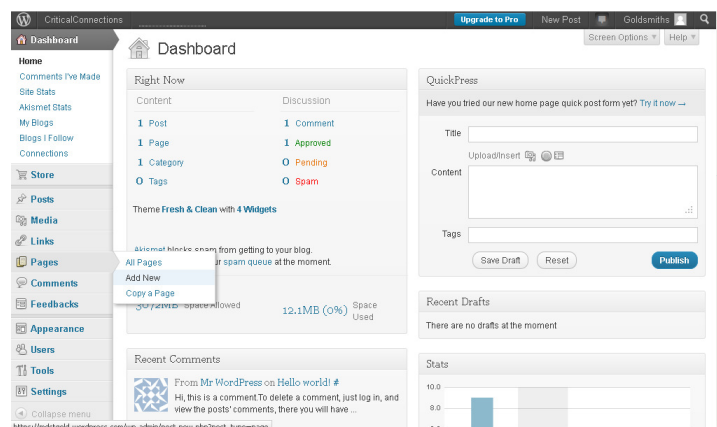 CriticalConnections
Upgrade to Pro
New Post
Goldsmiths
Dashboard
Home
Comments I've Made
Site Stats
Akismet Stats
My Blogs
Blogs I Follow
Connections
Store
Posts
Media
Links
Pages
Comments
Feedbacks
Appearance
Users
Tools
Settings
Collapse menu
All Pages
Add New
Copy a Page
Screen Options
Help
Dashboard
Right Now
Content
Discussion
1 Post
1 Comment
1 Page
1 Approved
1 Category
0 Pending
0 Tags
0 Spam
Theme Fresh & Clean with 4 Widgets
Akismet blocks spam from getting to your blog.
spam queue at the moment.
3072MB Space Allowed
12.1MB (0%) Space Used
Recent Comments
From Mr WordPress on Hello world! #
Hi, this is a comment.To delete a comment, just log in, and
view the posts' comments, there you will have ...
QuickPress
Have you tried our new home page quick post form yet? Try it now →
Title
Upload/Insert
Content
Tags
Save Draft
Reset
Publish
Recent Drafts
There are no drafts at the moment
Stats
10.0
8.0